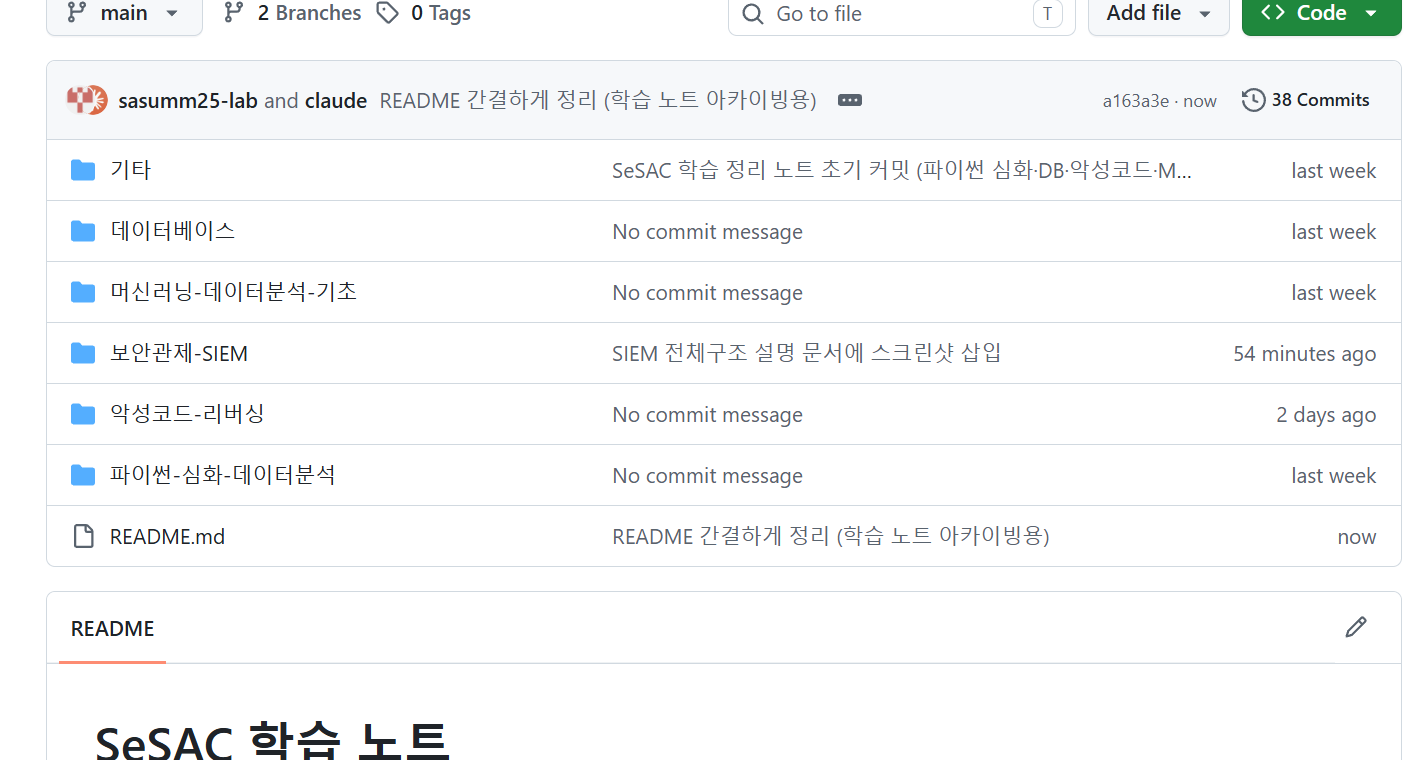 main 2 Branches 0 Tags Go to file T Add file Code
sasumm25-lab and claude README 간결하게 정리 (학습 노트 아카이빙용) a163a3e · now 38 Commits
기타 SeSAC 학습 정리 노트 초기 커밋 (파이썬 심화·DB·악성코드·M... last week
데이터베이스 No commit message last week
머신러닝-데이터분석-기초 No commit message last week
보안관제-SIEM SIEM 전체구조 설명 문서에 스크린샷 삽입 54 minutes ago
악성코드-리버싱 No commit message 2 days ago
파이썬-심화-데이터분석 No commit message last week
README.md README 간결하게 정리 (학습 노트 아카이빙용) now
README
SeSAC 학습 노트